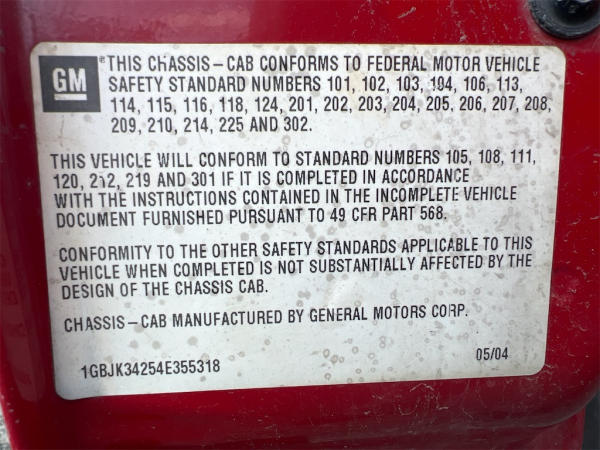 GM
®THIS CHASSIS-CAB CONFORMS TO FEDERAL MOTOR VEHICLE
SAFETY STANDARD NUMBERS 101, 102, 103, 104, 106, 113,
114, 115, 116, 118, 124, 201, 202, 203, 204, 205, 206, 207, 208,
209, 210, 214, 225 AND 302.
THIS VEHICLE WILL CONFORM TO STANDARD NUMBERS 105, 108, 111,
120, 212, 219 AND 301 IF IT IS COMPLETED IN ACCORDANCE
WITH THE INSTRUCTIONS CONTAINED IN THE INCOMPLETE VEHICLE
DOCUMENT FURNISHED PURSUANT TO 49 CFR PART 568.
CONFORMITY TO THE OTHER SAFETY STANDARDS APPLICABLE TO THIS
VEHICLE WHEN COMPLETED IS NOT SUBSTANTIALLY AFFECTED BY THE
DESIGN OF THE CHASSIS CAB.
CHASSIS-CAB MANUFACTURED BY GENERAL MOTORS CORP.
05/04
1GBJK34254E355318